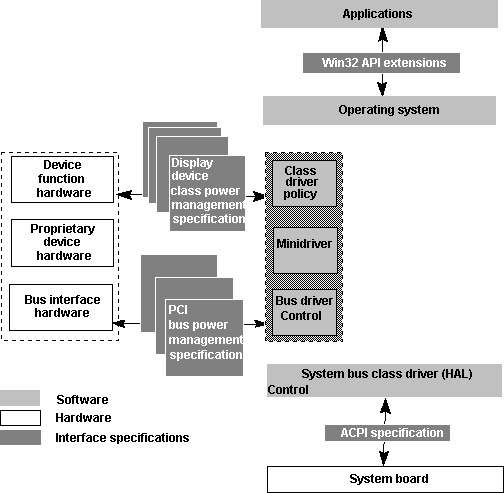 Applications
Win32 API extensions
Operating system
Device
function
hardware
Display
device
class power
management
specification
Class
driver
policy
Proprietary
device
hardware
Minidriver
Bus interface
hardware
PCI
bus power
management
specification
Bus driver
Control
System bus class driver (HAL)
Control
Software
Hardware
Interface specifications
ACPI specification
System board